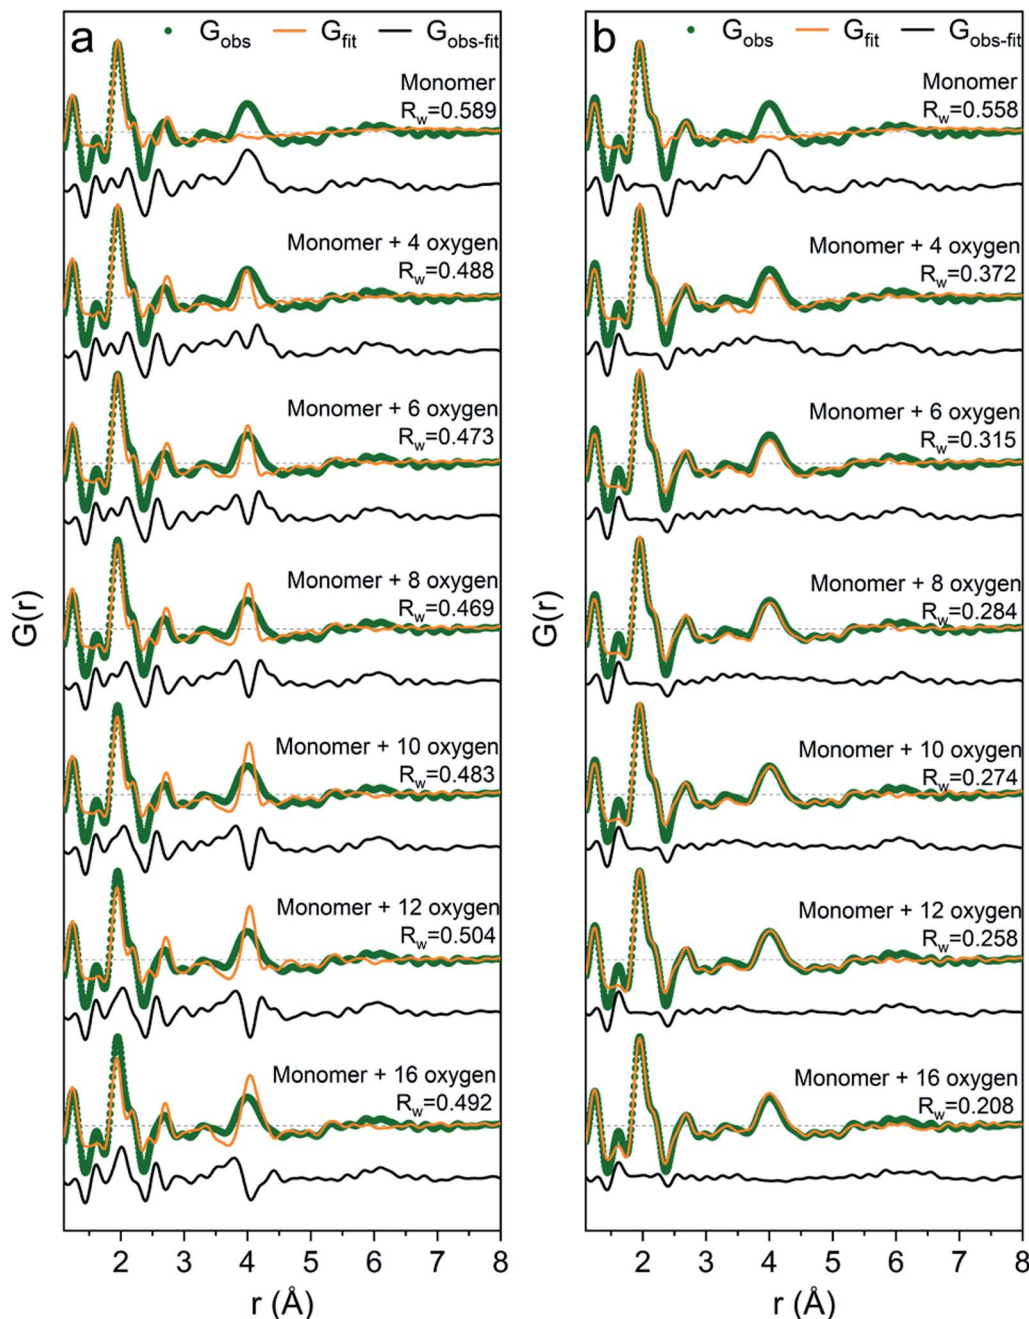 a G_obs G_fit G_obs-fit
Monomer
R_w=0.589
Monomer + 4 oxygen
R_w=0.488
Monomer + 6 oxygen
R_w=0.473
Monomer + 8 oxygen
R_w=0.469
Monomer + 10 oxygen
R_w=0.483
Monomer + 12 oxygen
R_w=0.504
Monomer + 16 oxygen
R_w=0.492
G(r)
2 3 4 5 6 7 8
r (Å)
b G_obs G_fit G_obs-fit
Monomer
R_w=0.558
Monomer + 4 oxygen
R_w=0.372
Monomer + 6 oxygen
R_w=0.315
Monomer + 8 oxygen
R_w=0.284
Monomer + 10 oxygen
R_w=0.274
Monomer + 12 oxygen
R_w=0.258
Monomer + 16 oxygen
R_w=0.208
G(r)
2 3 4 5 6 7 8
r (Å)